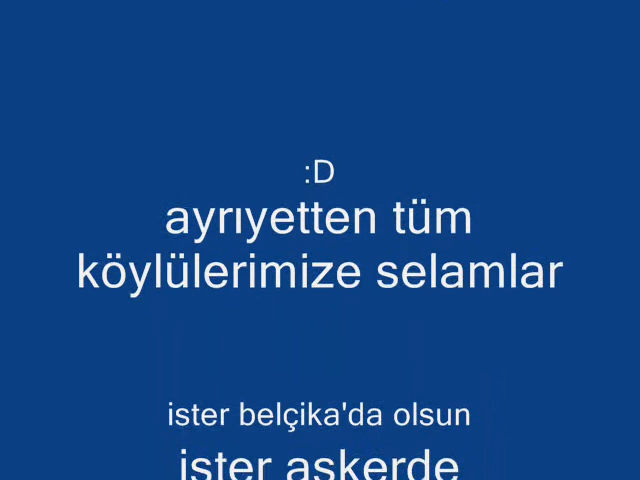 :D
ayrıyetten tüm
köylülerimize selamlar
ister belçika'da olsun
ister askerde